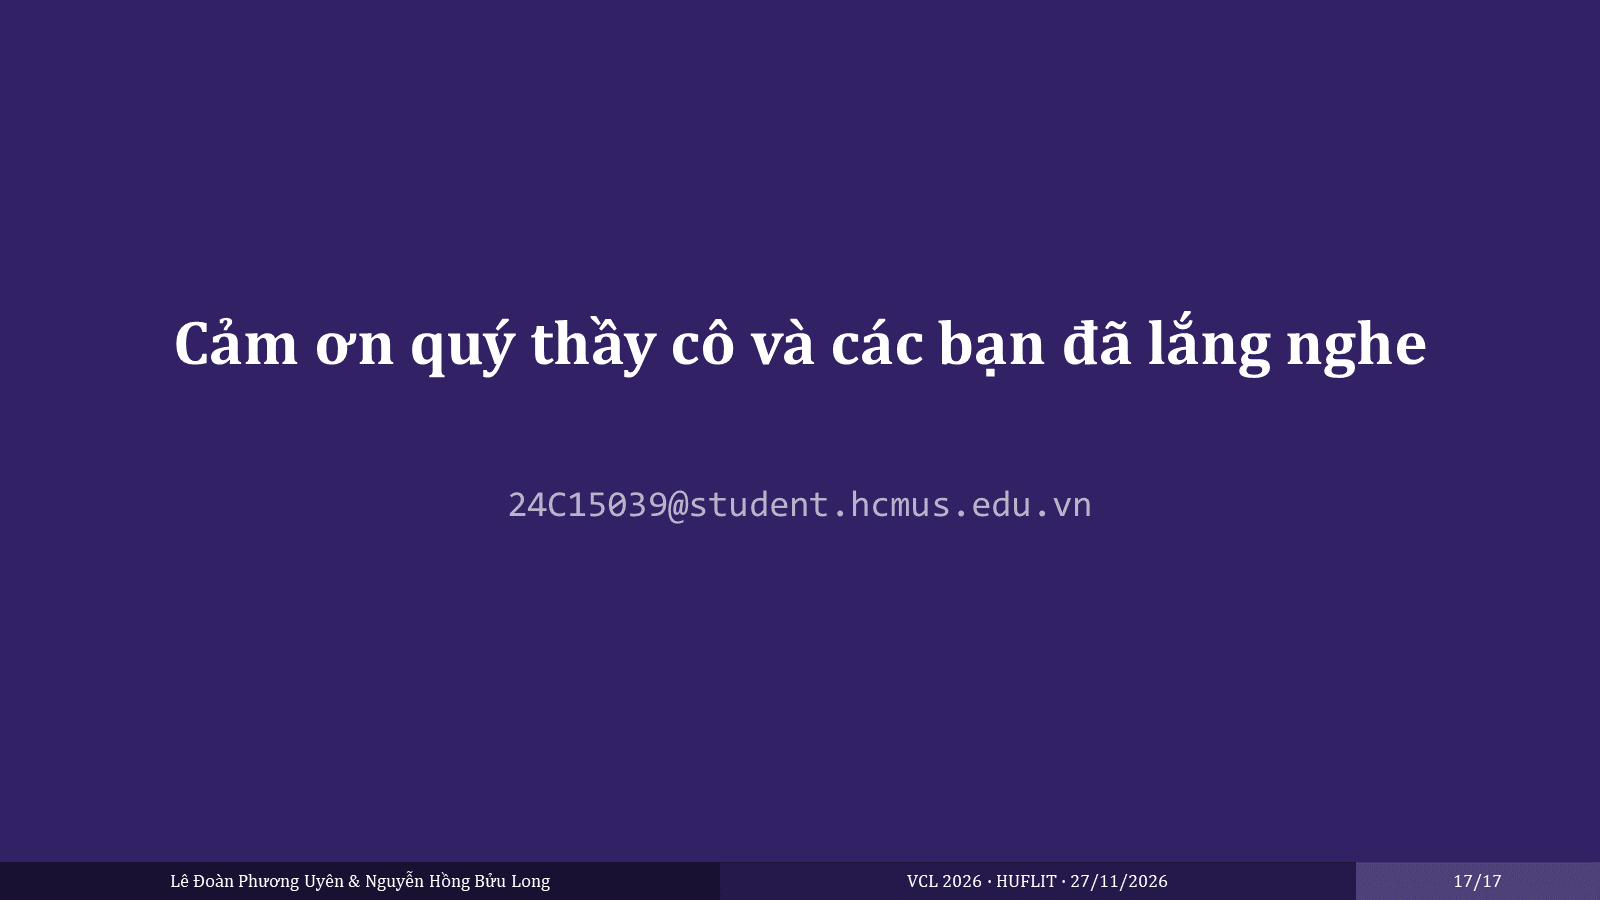 Cảm ơn quý thầy cô và các bạn đã lắng nghe
24C15039@student.hcmus.edu.vn
Lê Đoàn Phương Uyên & Nguyễn Hồng Bửu Long
VCL 2026 · HUFLIT · 27/11/2026
17/17